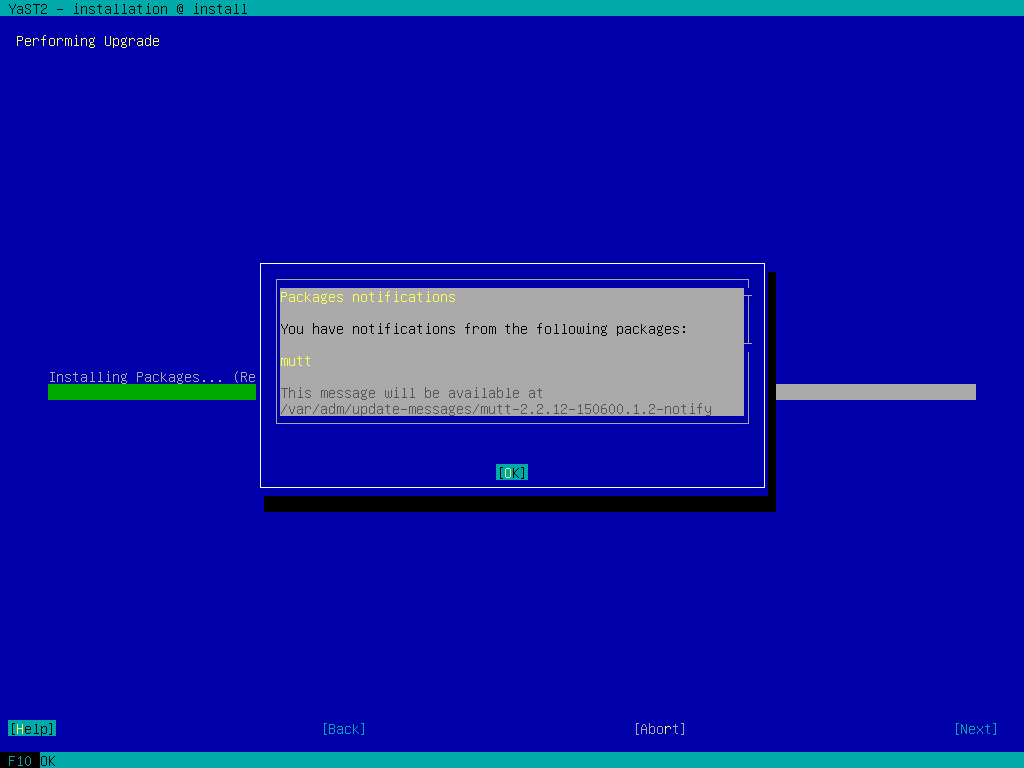 YaST2 - installation @ install
Performing Upgrade
Packages notifications
You have notifications from the following packages:
mutt
Installing Packages... (Re
This message will be available at
/var/adm/update-messages/mutt-2.2.12-150600.1.2-notify
[OK]
[Help] [Back] [Abort] [Next]
F10 OK